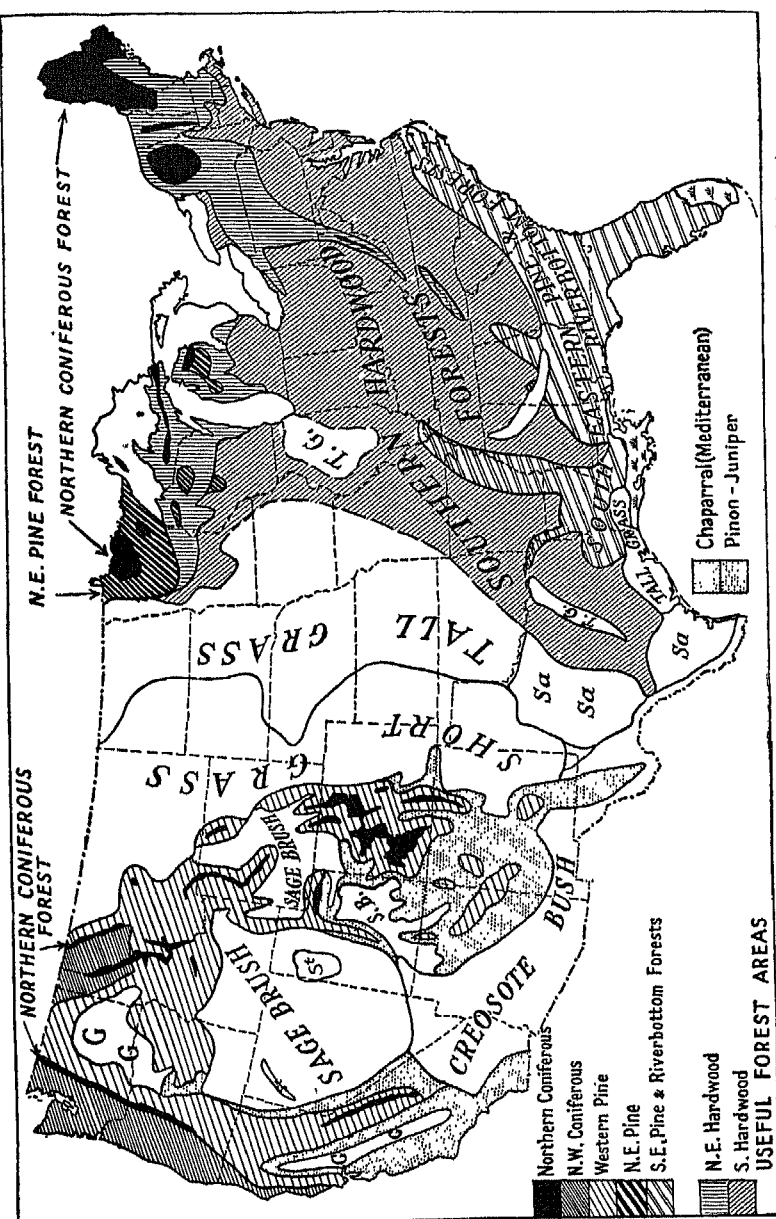 N.E. PINE FOREST
NORTHERN CONIFEROUS FOREST
NORTHERN CONIFEROUS
FOREST
G
G
SAGE BRUSH
St
SAGE BRUSH
S.B.
CREOSOTE BUSH
G
G
G
SHORT GRASS
TALL GRASS
T.G.
SOUTHERN HARDWOOD FORESTS
Sa
Sa
Sa
T.G.
TALL GRASS
SOUTH EASTERN PINE & RIVERBOTTOM FORESTS
Northern Coniferous
N.W. Coniferous
Western Pine
N.E. Pine
S.E. Pine & Riverbottom Forests
N.E. Hardwood
S. Hardwood
USEFUL FOREST AREAS
Chaparral (Mediterranean)
Pinon - Juniper